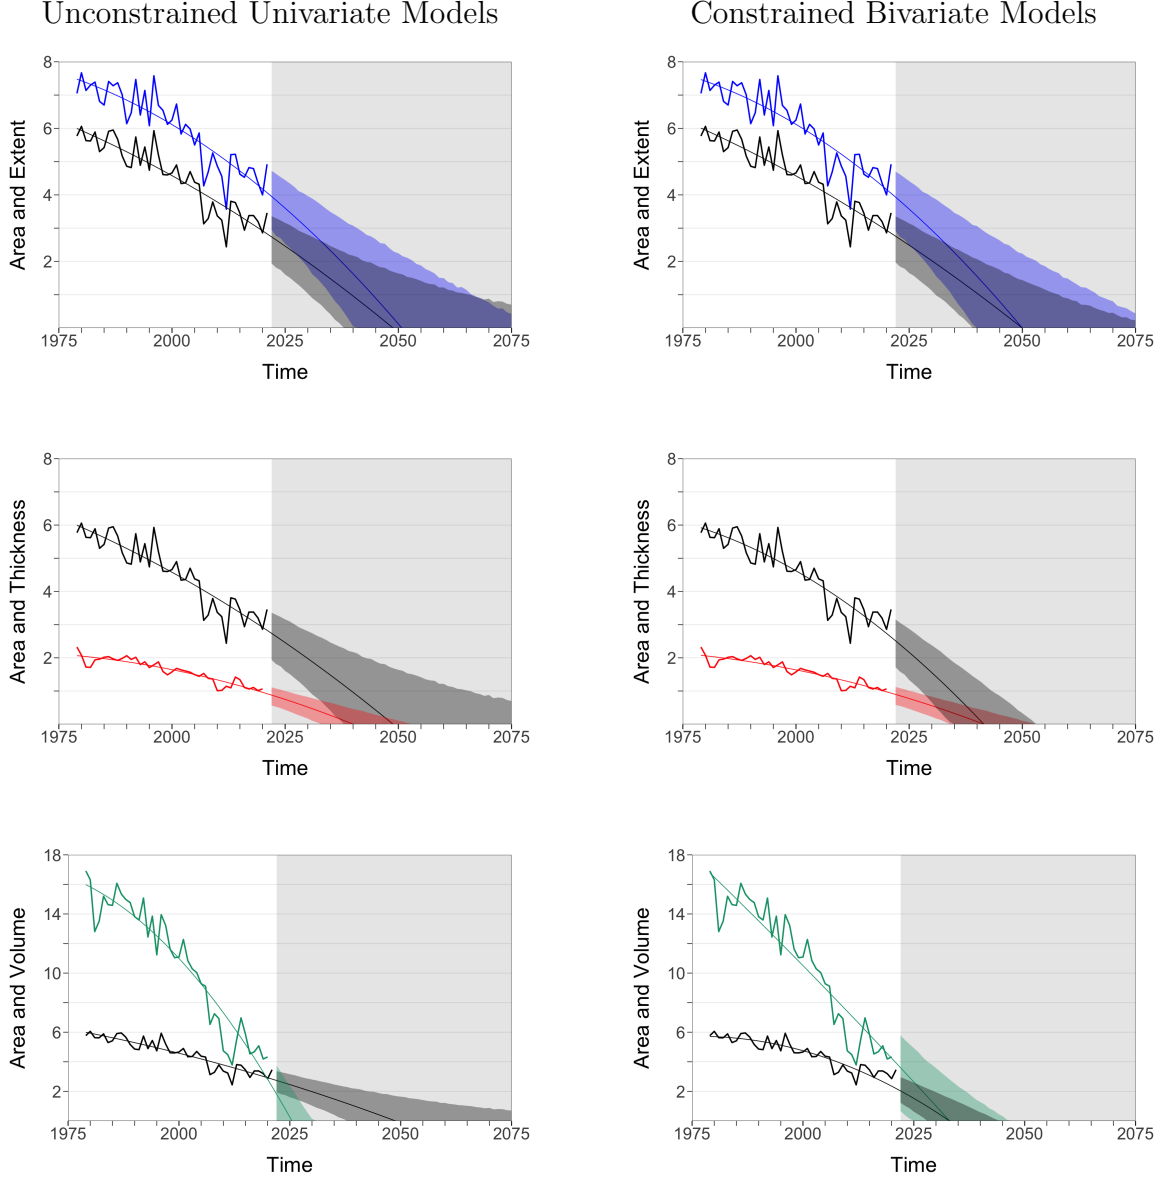 Unconstrained Univariate Models
Constrained Bivariate Models
Area and Extent
8
6
4
2
1975 2000 2025 2050 2075
Time
Area and Extent
8
6
4
2
1975 2000 2025 2050 2075
Time
Area and Thickness
8
6
4
2
1975 2000 2025 2050 2075
Time
Area and Thickness
8
6
4
2
1975 2000 2025 2050 2075
Time
Area and Volume
18
14
10
6
2
1975 2000 2025 2050 2075
Time
Area and Volume
18
14
10
6
2
1975 2000 2025 2050 2075
Time